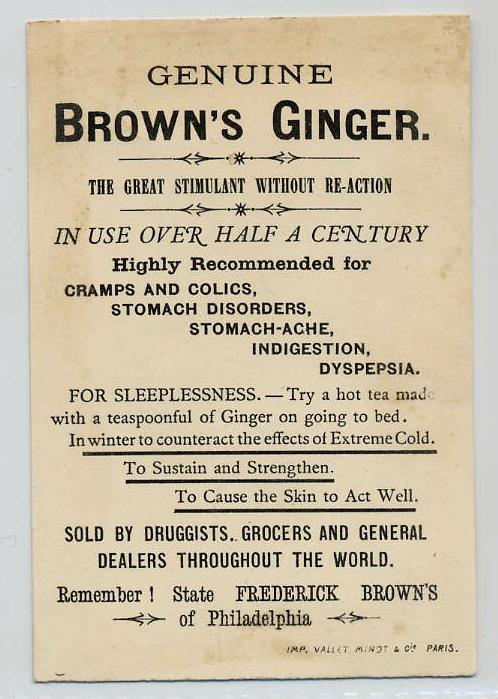 GENUINE
BROWN'S GINGER.
THE GREAT STIMULANT WITHOUT RE-ACTION
IN USE OVER HALF A CENTURY
Highly Recommended for
CRAMPS AND COLICS,
STOMACH DISORDERS,
STOMACH-ACHE,
INDIGESTION,
DYSPEPSIA.
FOR SLEEPLESSNESS. — Try a hot tea made
with a teaspoonful of Ginger on going to bed.
In winter to counteract the effects of Extreme Cold.
To Sustain and Strengthen.
To Cause the Skin to Act Well.
SOLD BY DRUGGISTS. GROCERS AND GENERAL
DEALERS THROUGHOUT THE WORLD.
Remember ! State FREDERICK BROWN'S
of Philadelphia
IMP. VALLET MINOT & Cie PARIS.